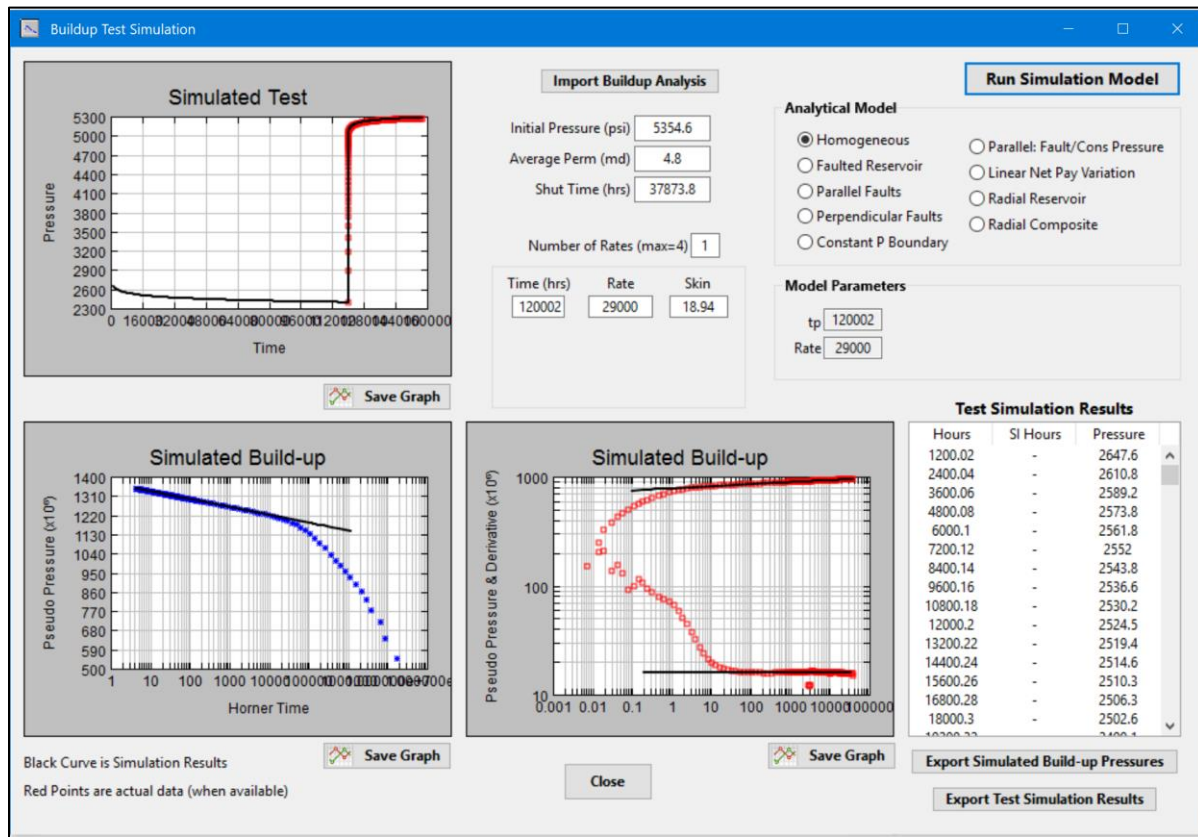 Buildup Test Simulation
Simulated Test
Pressure
5300
5000
4700
4400
4100
3800
3500
3200
2900
2600
2300
0 16000
Time
Save Graph
Import Buildup Analysis
Initial Pressure (psi) 5354.6
Average Perm (md) 4.8
Shut Time (hrs) 37873.8
Number of Rates (max=4) 1
Time (hrs) Rate Skin
120002 29000 18.94
Run Simulation Model
Analytical Model
Homogeneous
Faulted Reservoir
Parallel Faults
Perpendicular Faults
Constant P Boundary
Parallel: Fault/Cons Pressure
Linear Net Pay Variation
Radial Reservoir
Radial Composite
Model Parameters
tp 120002
Rate 29000
Simulated Build-up
Pseudo Pressure (x10⁶)
1400
1310
1220
1130
1040
950
860
770
680
590
500
1 10 100 1000 10000
Horner Time
Save Graph
Black Curve is Simulation Results
Red Points are actual data (when available)
Simulated Build-up
Pseudo Pressure & Derivative (x10⁶)
1000
100
10
0.001 0.01 0.1 1 10 100 1000 10000 100000
Save Graph
Close
Test Simulation Results
Hours SI Hours Pressure
1200.02 - 2647.6
2400.04 - 2610.8
3600.06 - 2589.2
4800.08 - 2573.8
6000.1 - 2561.8
7200.12 - 2552
8400.14 - 2543.8
9600.16 - 2536.6
10800.18 - 2530.2
12000.2 - 2524.5
13200.22 - 2519.4
14400.24 - 2514.6
15600.26 - 2510.3
16800.28 - 2506.3
18000.3 - 2502.6
Export Simulated Build-up Pressures
Export Test Simulation Results